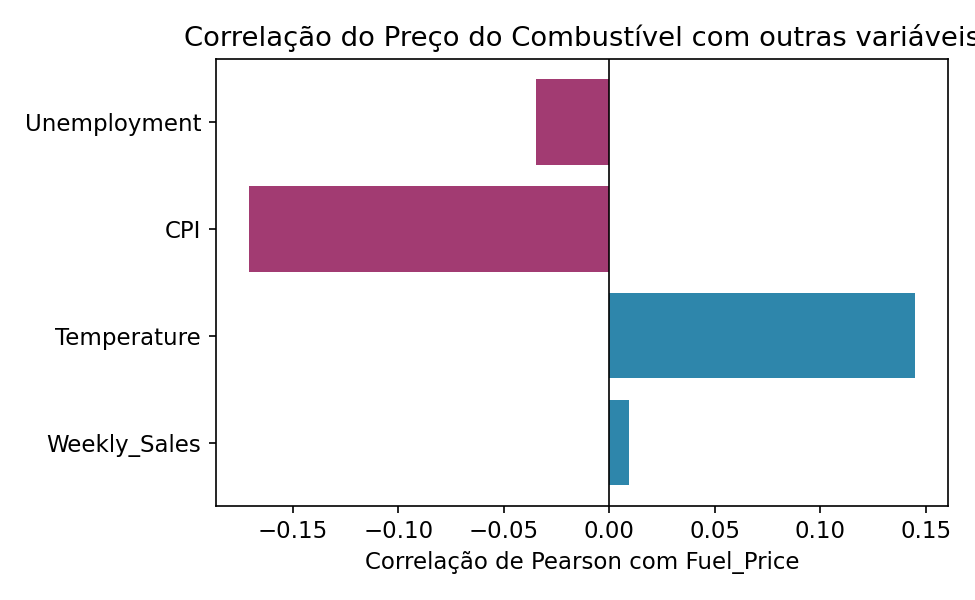 Correlação do Preço do Combustível com outras variáveis
Unemployment
CPI
Temperature
Weekly_Sales
−0.15 −0.10 −0.05 0.00 0.05 0.10 0.15
Correlação de Pearson com Fuel_Price